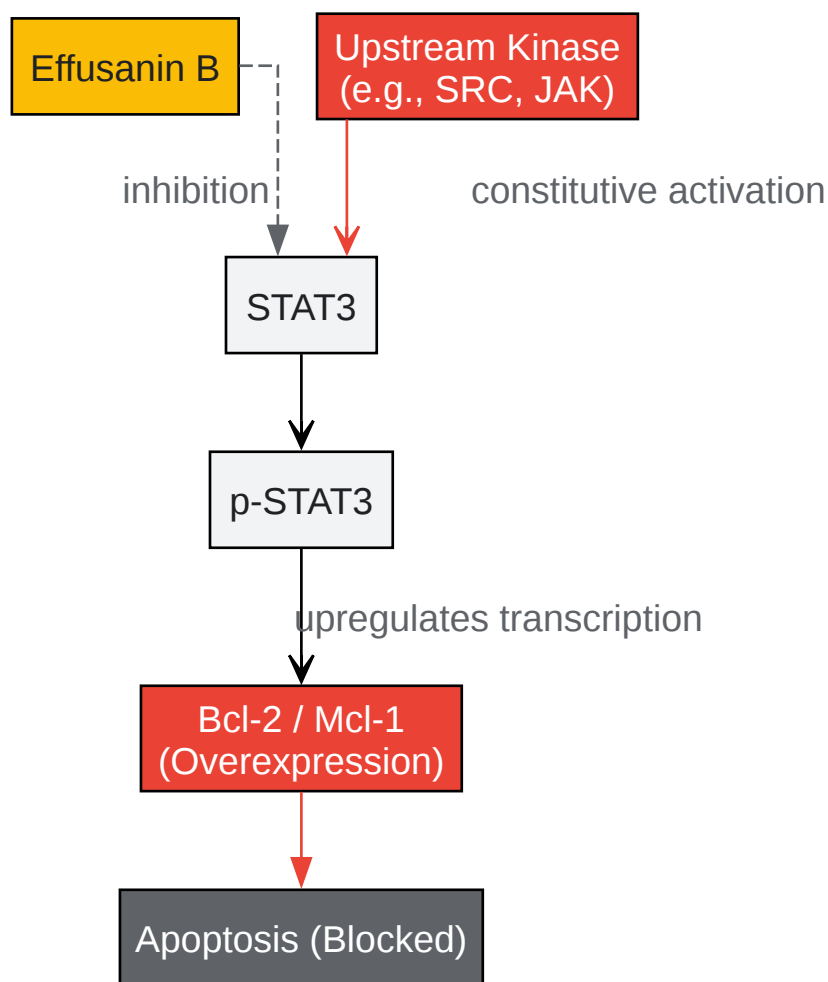 Effusanin B
Upstream Kinase
(e.g., SRC, JAK)
inhibition
constitutive activation
STAT3
p-STAT3
upregulates transcription
Bcl-2 / Mcl-1
(Overexpression)
Apoptosis (Blocked)